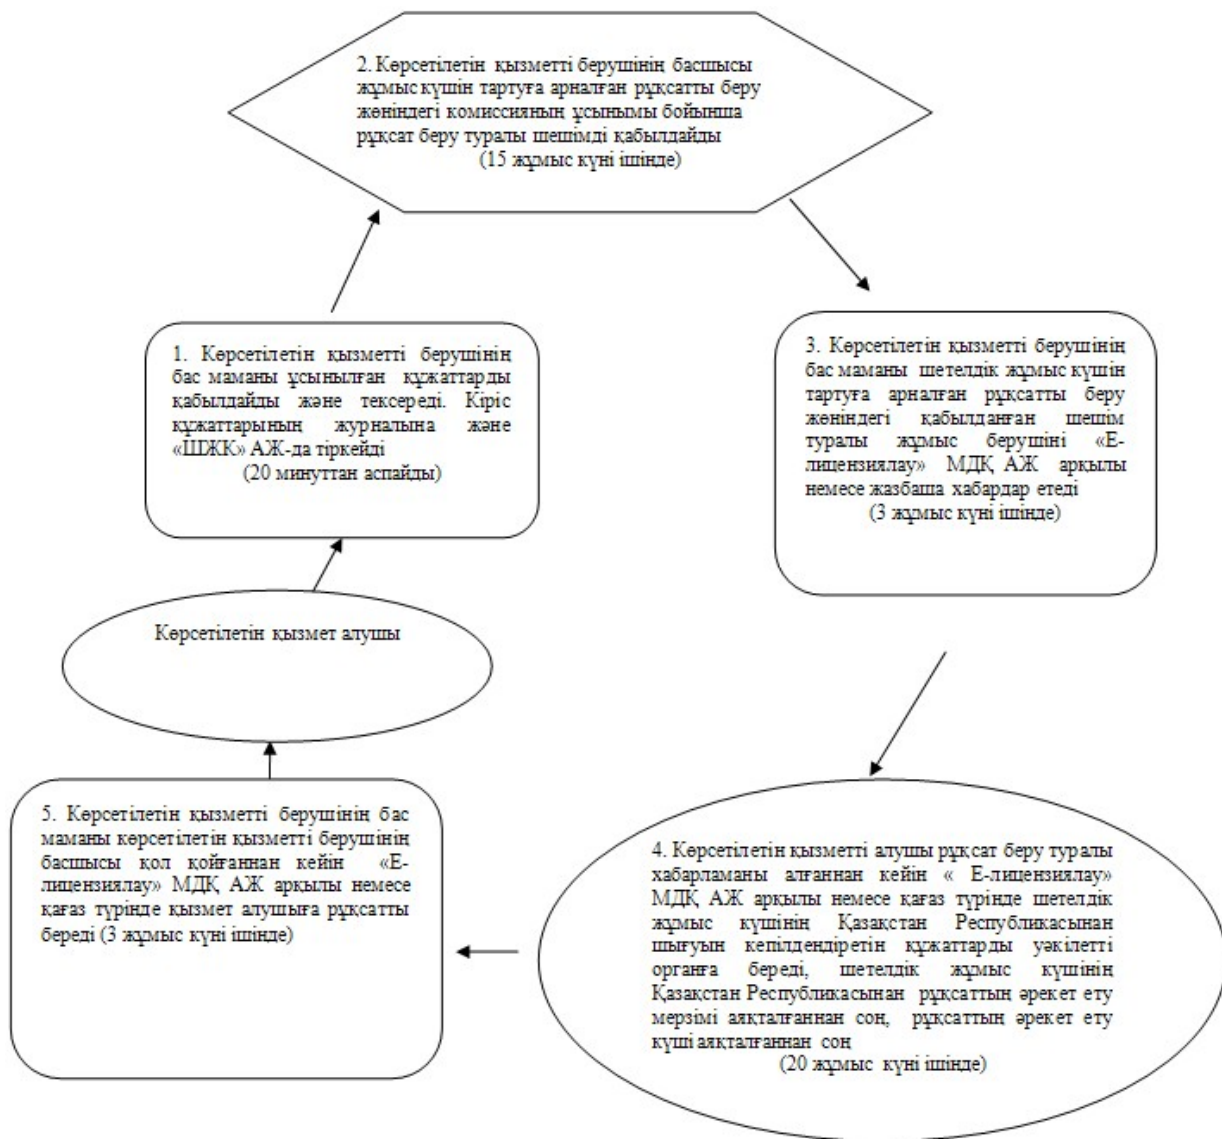 2. Көрсетілетін қызметті берушінің басшысы
жұмыс күшін тартуға арналған рұқсатты беру
жөніндегі комиссияның ұсынымы бойынша
рұқсат беру туралы шешімді қабылдайды
(15 жұмыс күні ішінде)
1. Көрсетілетін қызметті берушінің
бас маманы ұсынылған құжаттарды
қабылдайды және тексереді. Кіріс
құжаттарының журналына және
«ШЖК» АЖ-да тіркейді
(20 минуттан аспайды)
3. Көрсетілетін қызметті берушінің
бас маманы шетелдік жұмыс күшін
тартуға арналған рұқсатты беру
жөніндегі қабылданған шешім
туралы жұмыс берушіні «Е-
лицензиялау» МДҚ АЖ арқылы
немесе жазбаша хабардар етеді
(3 жұмыс күні ішінде)
Көрсетілетін қызмет алушы
5. Көрсетілетін қызметті берушінің бас
маманы көрсетілетін қызметті берушінің
басшысы қол қойғаннан кейін «Е-
лицензиялау» МДҚ АЖ арқылы немесе
қағаз түрінде қызмет алушыға рұқсатты
береді (3 жұмыс күні ішінде)
4. Көрсетілетін қызметті алушы рұқсат беру туралы
хабарламаны алғаннан кейін « Е-лицензиялау»
МДҚ АЖ арқылы немесе қағаз түрінде шетелдік
жұмыс күшінің Қазақстан Республикасынан
шығуын кепілдендіретін құжаттарды уәкілетті
органға береді, шетелдік жұмыс күшінің
Қазақстан Республикасынан рұқсаттың әрекет ету
мерзімі аяқталғаннан соң, рұқсаттың әрекет ету
күші аяқталғаннан соң
(20 жұмыс күні ішінде)